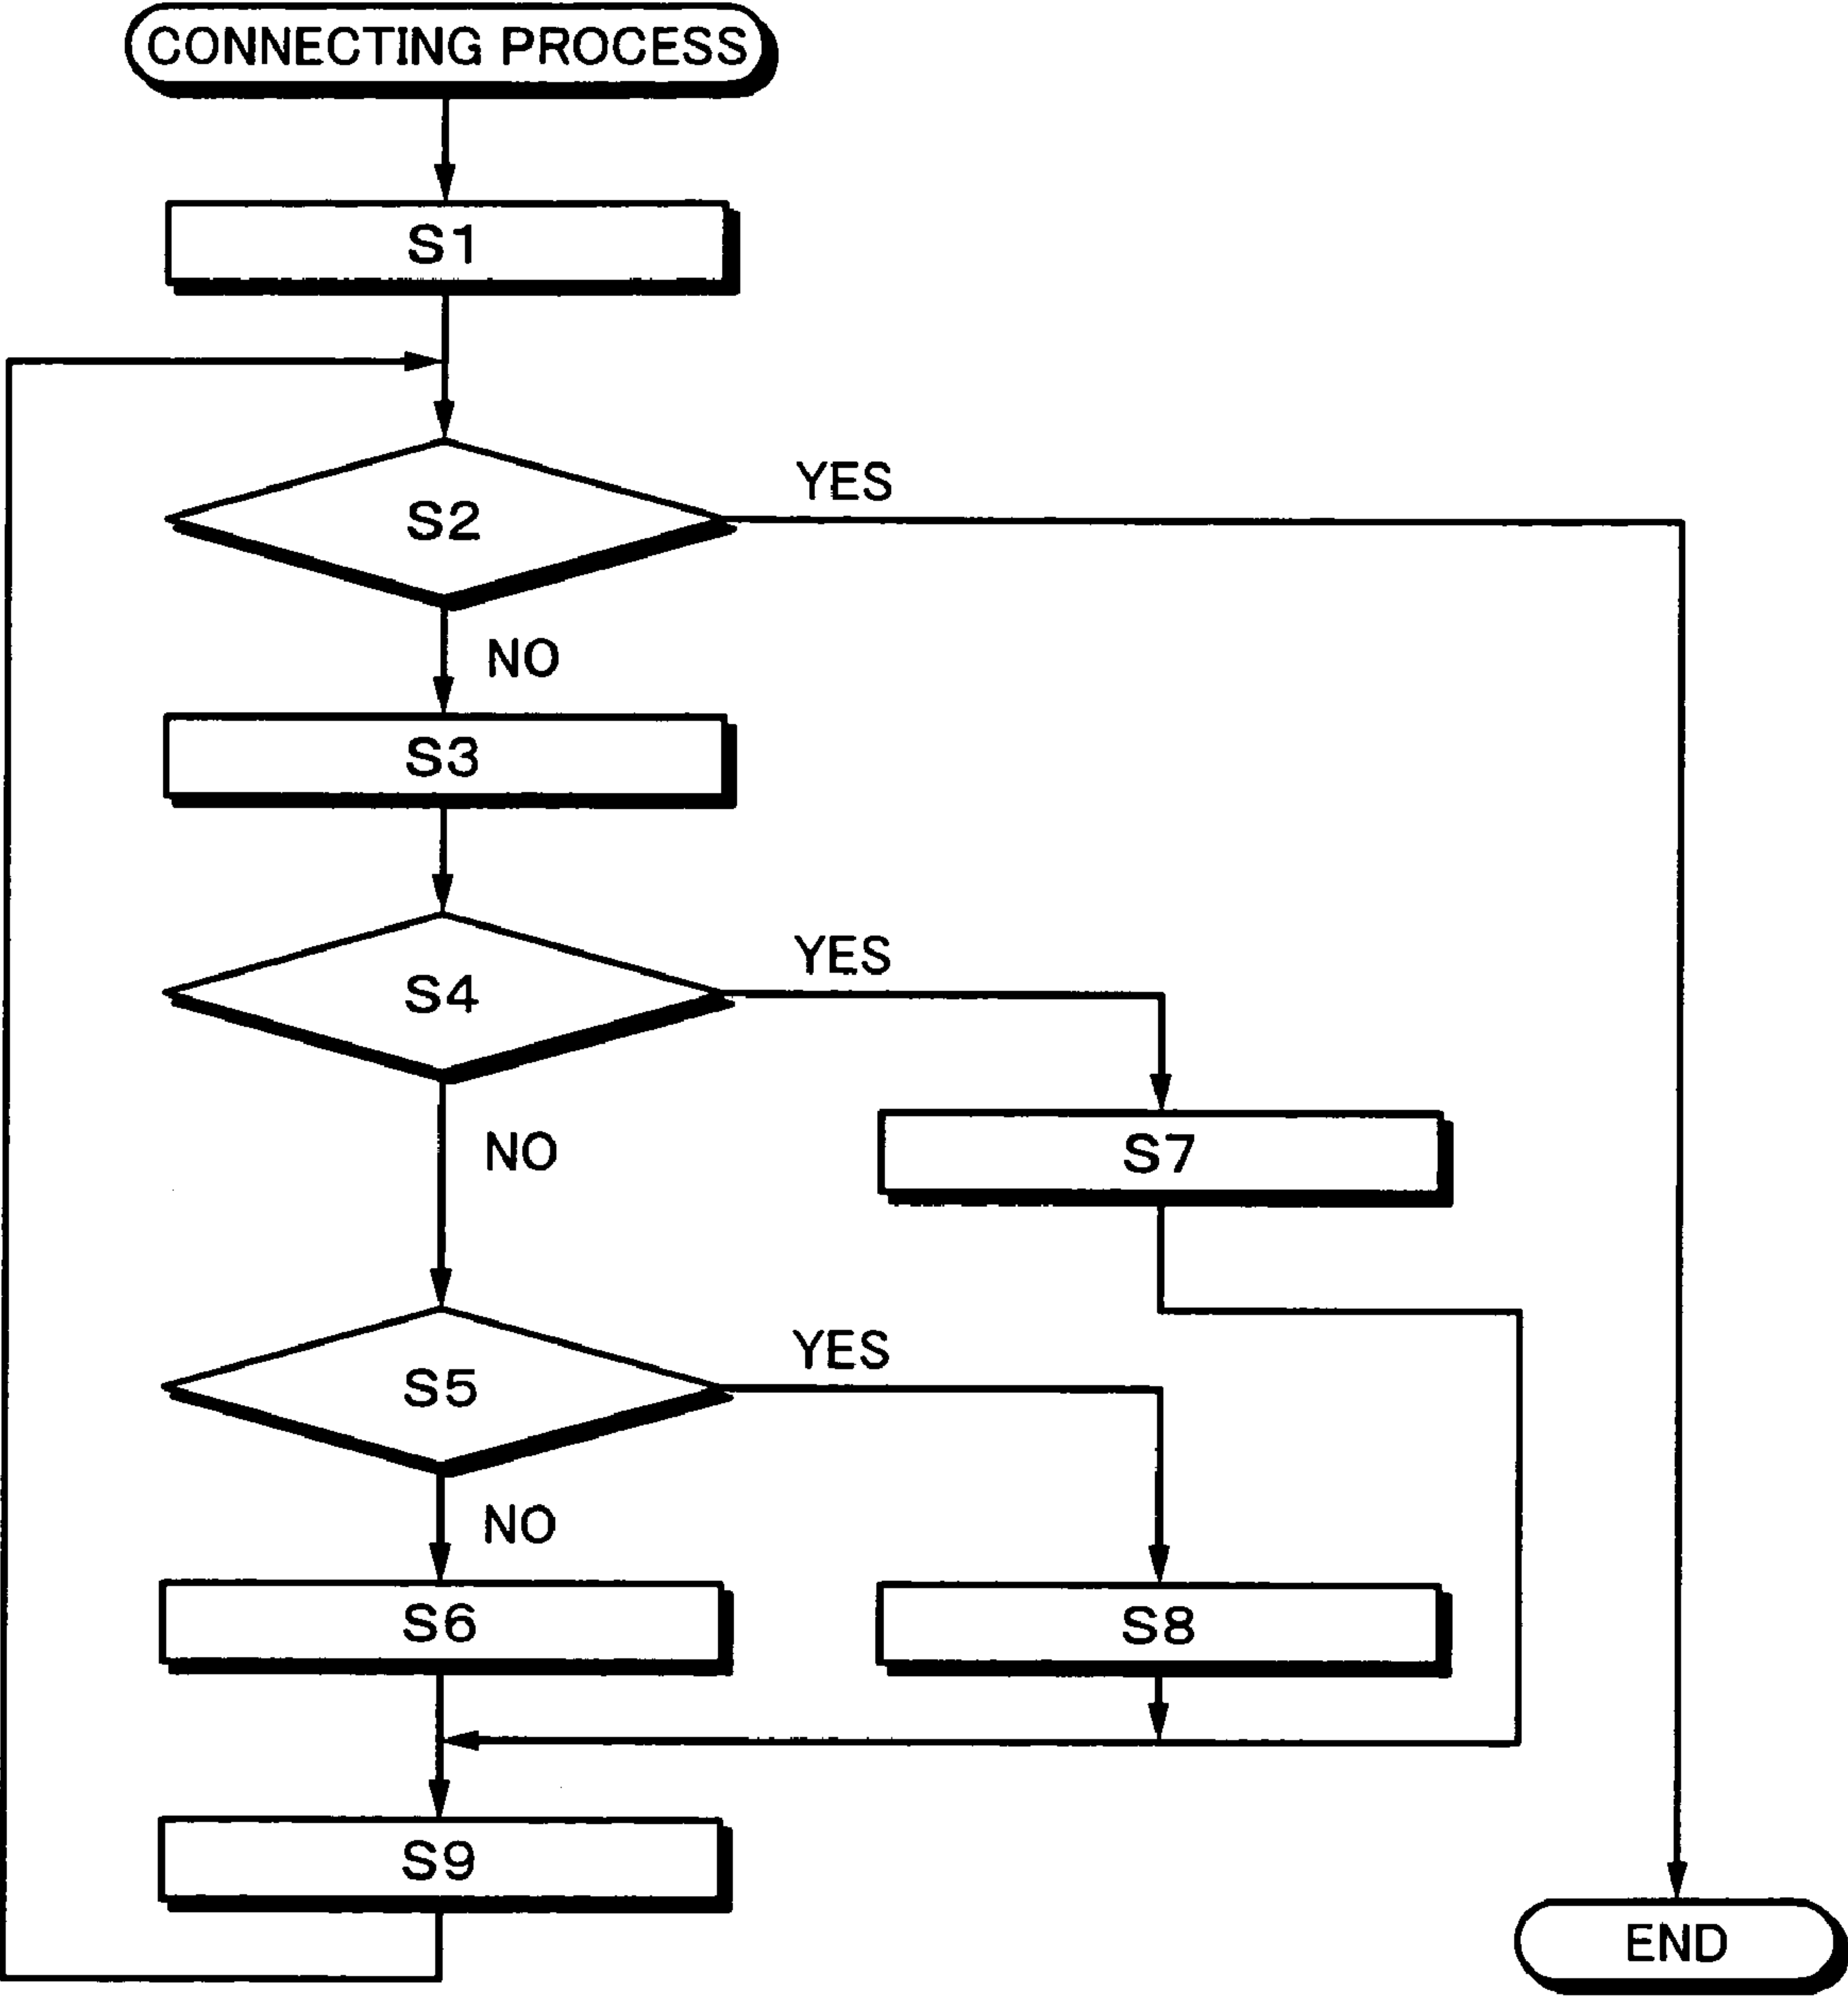 CONNECTING PROCESS
S1
S2
YES
NO
S3
S4
YES
NO
S7
S5
YES
NO
S6
S8
S9
END